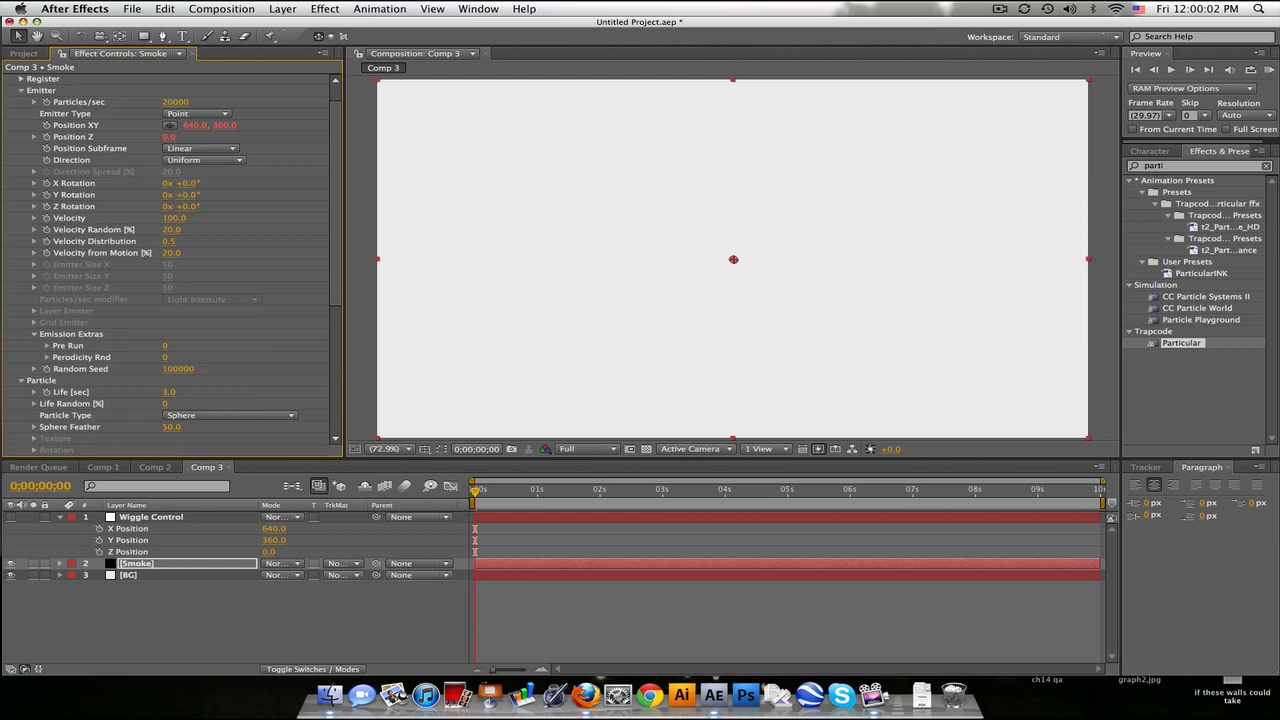 After Effects File Edit Composition Layer Effect Animation View Window Help Fri 12:00:02 PM
Untitled Project.aep *
Workspace: Standard Search Help
Project Effect Controls: Smoke Composition: Comp 3 Preview
Comp 3 • Smoke Comp 3
Register
Emitter
Particles/sec 20000
Emitter Type Point
Position XY 640.0, 360.0
Position Z 0.0
Position Subframe Linear
Direction Uniform
Direction Spread [%] 20.0
X Rotation 0x +0.0°
Y Rotation 0x +0.0°
Z Rotation 0x +0.0°
Velocity 100.0
Velocity Random [%] 20.0
Velocity Distribution 0.5
Velocity from Motion [%] 20.0
Emitter Size X 50
Emitter Size Y 50
Emitter Size Z 50
Particles/sec modifier Light Intensity
Layer Emitter
Grid Emitter
Emission Extras
Pre Run 0
Perodicity Rnd 0
Random Seed 100000
Particle
Life [sec] 3.0
Life Random [%] 0
Particle Type Sphere
Sphere Feather 50.0
Texture
Rotation
RAM Preview Options
Frame Rate Skip Resolution
(29.97) 0 Auto
From Current Time Full Screen
Character Effects & Prese
parti
* Animation Presets
Presets
Trapcod...rticular ffx
Trapcod... Presets
t2_Part...e_HD
Trapcod... Presets
t2_Part...ance
User Presets
ParticularINK
Simulation
CC Particle Systems II
CC Particle World
Particle Playground
Trapcode
Particular
(72.9%) 0;00;00;00 Full Active Camera 1 View +0.0
Render Queue Comp 1 Comp 2 Comp 3 Tracker Paragraph
0;00;00;00 :00s 01s 02s 03s 04s 05s 06s 07s 08s 09s 10s
# Layer Name Mode T TrkMat Parent
1 Wiggle Control Nor... None
X Position 640.0
Y Position 360.0
Z Position 0.0
2 [Smoke] Nor... No... None
3 [BG] Nor... No... None
0 px 0 px 0 px
0 px 0 px
Toggle Switches / Modes
ch14 qa graph2.jpg
if these walls could
take
Ai AE Ps